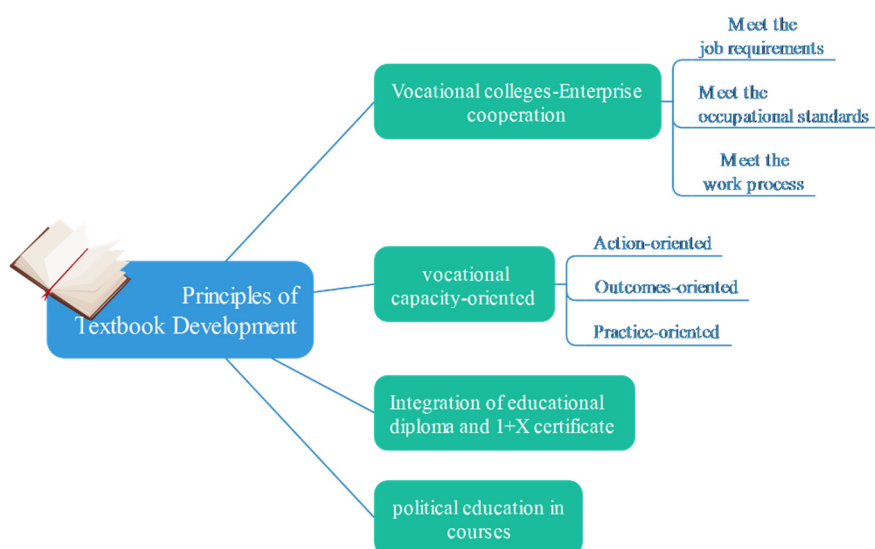 Principles of
Textbook Development
Vocational colleges-Enterprise
cooperation
Meet the
job requirements
Meet the
occupational standards
Meet the
work process
vocational
capacity-oriented
Action-oriented
Outcomes-oriented
Practice-oriented
Integration of educational
diploma and 1+X certificate
political education in
courses